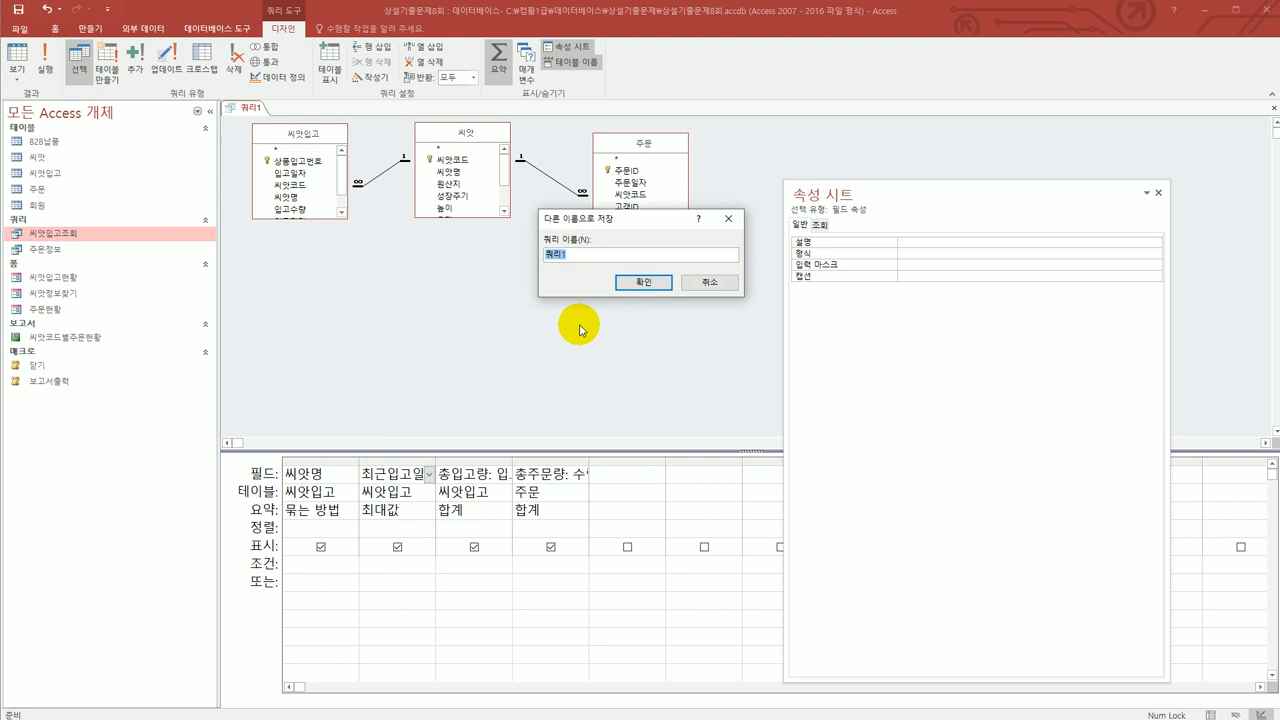 쿼리 도구
상설기출문제8회 : 데이터베이스- C:₩컴활1급₩데이터베이스₩상설기출문제₩상설기출문제8회.accdb (Access 2007 - 2016 파일 형식) - Access
파일 홈 만들기 외부 데이터 데이터베이스 도구 디자인 수행할 작업을 알려 주세요.
보기 실행 선택 테이블 만들기 추가 업데이트 크로스탭 삭제
통합
통과
데이터 정의
테이블 표시
행 삽입
행 삭제
작성기
열 삽입
열 삭제
반환: 모두
요약 매개 변수
속성 시트
테이블 이름
결과 쿼리 유형 쿼리 설정 표시/숨기기
모든 Access 개체
테이블
B2B납품
씨앗
씨앗입고
주문
회원
쿼리
씨앗입고조회
주문정보
폼
씨앗입고현황
씨앗정보찾기
주문현황
보고서
씨앗코드별주문현황
매크로
닫기
보고서출력
쿼리1
씨앗입고
*
상품입고번호
입고일자
씨앗코드
씨앗명
입고수량
씨앗
*
씨앗코드
씨앗명
원산지
성장주기
높이
주문
*
주문ID
주문일자
씨앗코드
고객ID
1 ∞
1 ∞
다른 이름으로 저장 ?
쿼리 이름(N):
쿼리1
확인 취소
속성 시트
선택 유형: 필드 속성
일반 조회
설명
형식
입력 마스크
캡션
필드: 씨앗명 최근입고일 총입고량: 입 총주문량: 수
테이블: 씨앗입고 씨앗입고 씨앗입고 주문
요약: 묶는 방법 최대값 합계 합계
정렬:
표시:
조건:
또는:
준비 Num Lock SQL